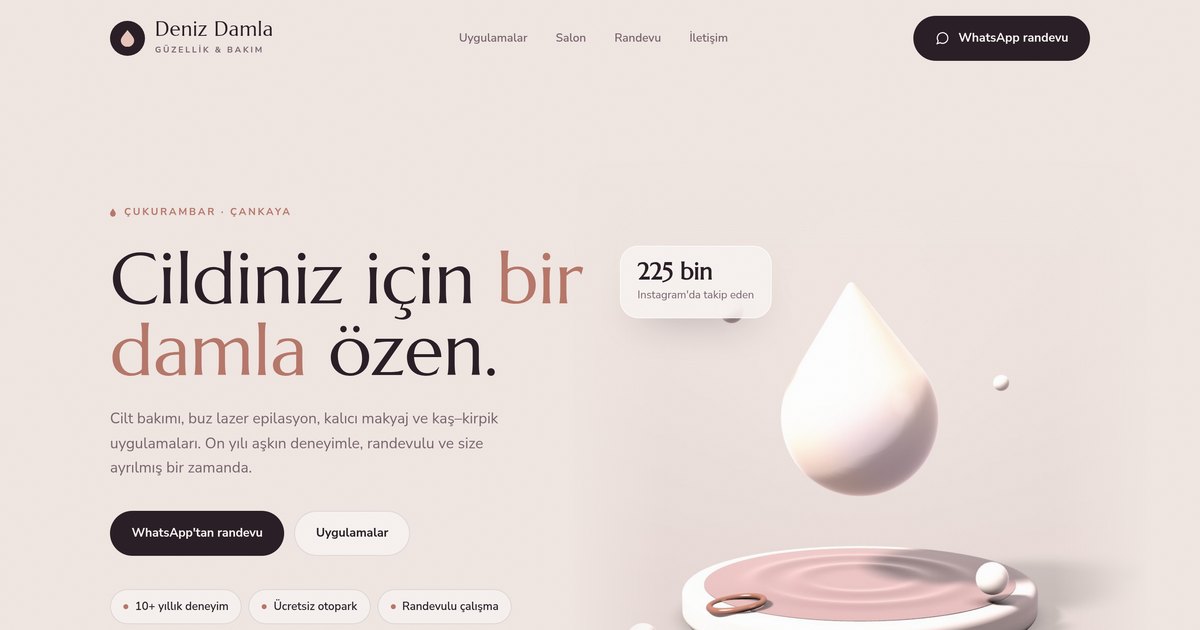 Deniz Damla
GÜZELLİK & BAKIM
Uygulamalar
Salon
Randevu
İletişim
WhatsApp randevu
ÇUKURAMBAR · ÇANKAYA
Cildiniz için bir
damla özen.
Cilt bakımı, buz lazer epilasyon, kalıcı makyaj ve kaş–kirpik
uygulamaları. On yılı aşkın deneyimle, randevulu ve size
ayrılmış bir zamanda.
WhatsApp'tan randevu
Uygulamalar
10+ yıllık deneyim
Ücretsiz otopark
Randevulu çalışma
225 bin
Instagram'da takip eden